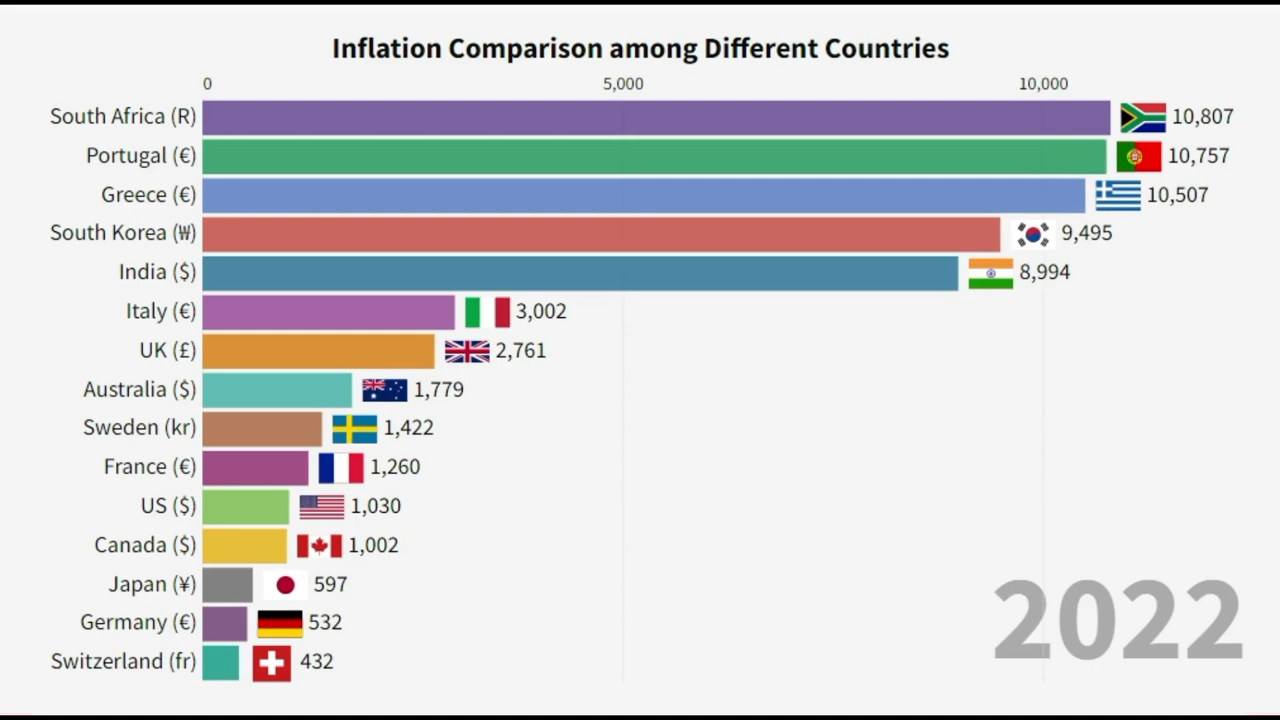 Inflation Comparison among Different Countries
0 5,000 10,000
South Africa (R) 10,807
Portugal (€) 10,757
Greece (€) 10,507
South Korea (₩) 9,495
India ($) 8,994
Italy (€) 3,002
UK (£) 2,761
Australia ($) 1,779
Sweden (kr) 1,422
France (€) 1,260
US ($) 1,030
Canada ($) 1,002
Japan (¥) 597
Germany (€) 532
Switzerland (fr) 432
2022